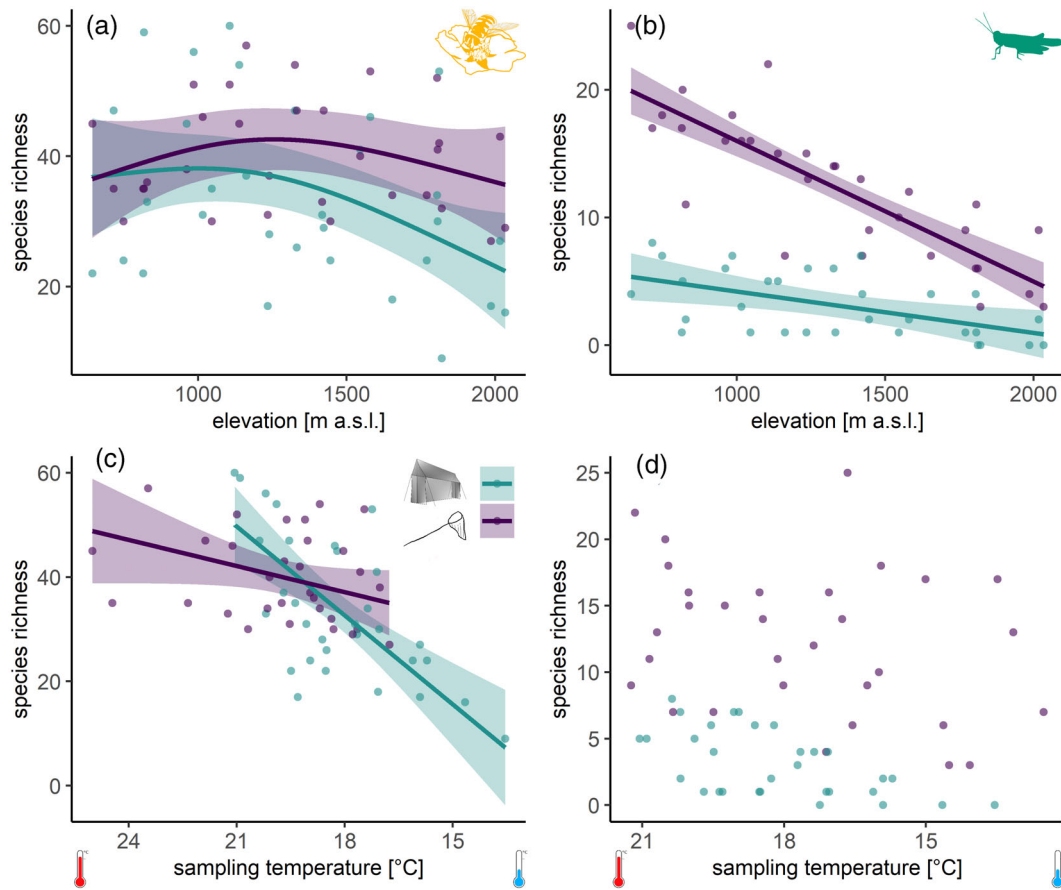 (a)
60
40
20
species richness
1000
1500
2000
elevation [m a.s.l.]
(b)
20
10
0
species richness
1000
1500
2000
elevation [m a.s.l.]
(c)
60
40
20
0
species richness
24
21
18
15
°C
°C
sampling temperature [°C]
(d)
25
20
15
10
5
0
species richness
21
18
15
°C
°C
sampling temperature [°C]